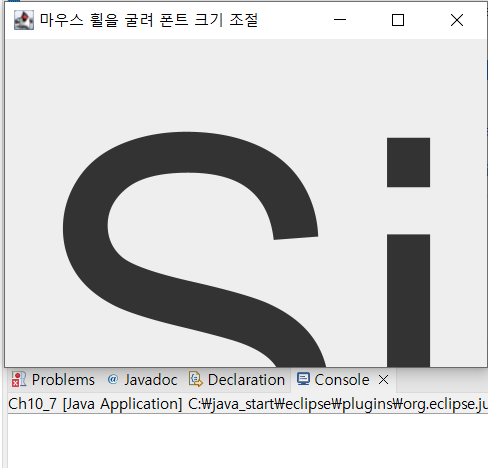 마우스 휠을 굴려 폰트 크기 조절
Si
Problems @ Javadoc Declaration Console
Ch10_7 [Java Application] C:₩java_start₩eclipse₩plugins₩org.eclipse.ju